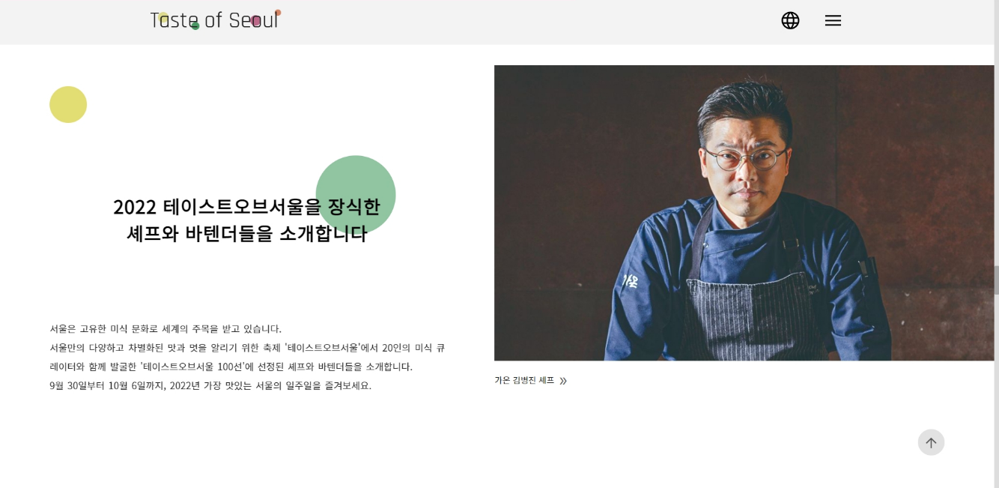 Taste of Seoul
2022 테이스트오브서울을 장식한
셰프와 바텐더들을 소개합니다
서울은 고유한 미식 문화로 세계의 주목을 받고 있습니다.
서울만의 다양하고 차별화된 맛과 멋을 알리기 위한 축제 '테이스트오브서울'에서 20인의 미식 큐
레이터와 함께 발굴한 '테이스트오브서울 100선'에 선정된 셰프와 바텐더들을 소개합니다.
9월 30일부터 10월 6일까지, 2022년 가장 맛있는 서울의 일주일을 즐겨보세요.
가온
가온 김병진 셰프